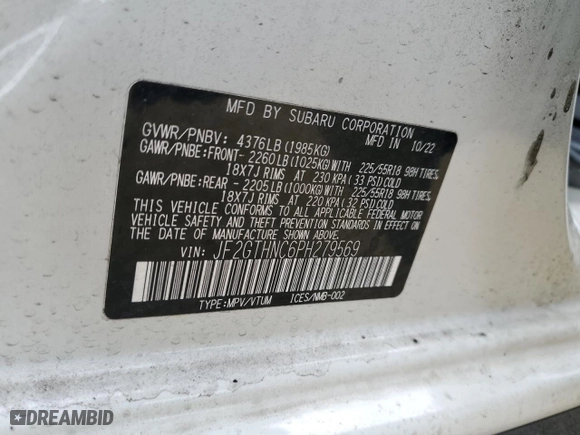 MFD BY SUBARU CORPORATION
GVWR/PNBV: 4376LB (1985KG) MFD IN 10/22
GAWR/PNBE:FRONT- 2260LB (1025KG)WITH 225/55R18 98H TIRES,
18X7J RIMS AT 230 KPA (33 PSI)COLD
GAWR/PNBE:REAR - 2205LB (1000KG)WITH 225/55R18 98H TIRES,
18X7J RIMS AT 220 KPA (32 PSI)COLD
THIS VEHICLE CONFORMS TO ALL APPLICABLE FEDERAL MOTOR
VEHICLE SAFETY AND THEFT PREVENTION STANDARDS IN EFFECT ON
THE DATE OF MANUFACTURE SHOWN ABOVE.
VIN: JF2GTHNC6PH279569
TYPE:MPV/VTUM ICES/NMB-002
DREAMBID